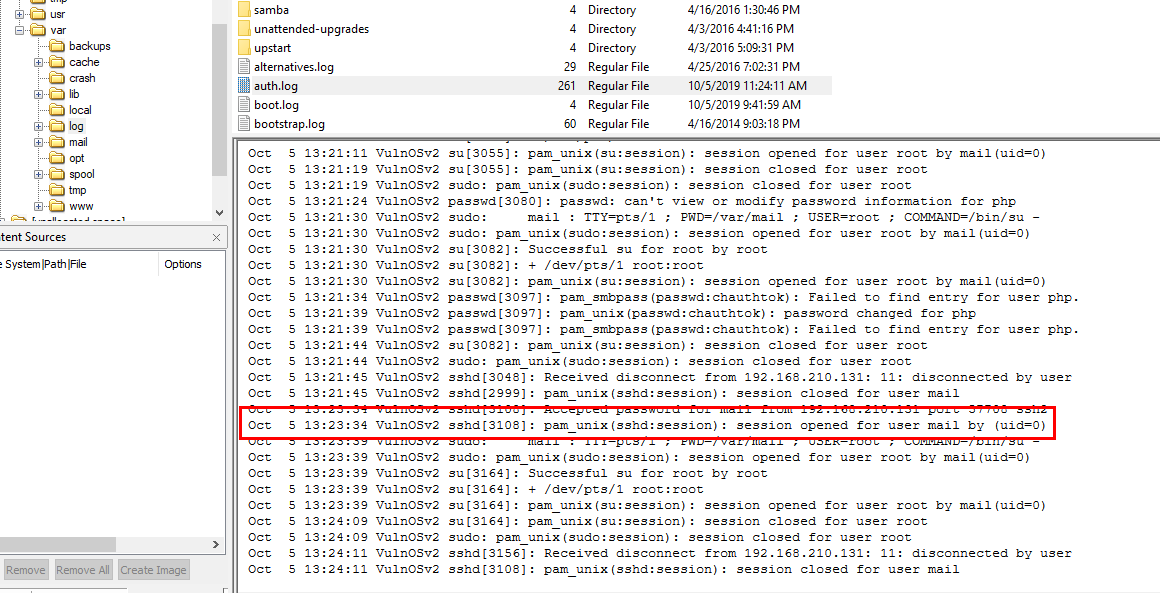 tmp
usr
var
backups
cache
crash
lib
local
log
mail
opt
spool
tmp
www
[unallocated space]
samba 4 Directory 4/16/2016 1:30:46 PM
unattended-upgrades 4 Directory 4/3/2016 4:41:16 PM
upstart 4 Directory 4/3/2016 5:09:31 PM
alternatives.log 29 Regular File 4/25/2016 7:02:31 PM
auth.log 261 Regular File 10/5/2019 11:24:11 AM
boot.log 4 Regular File 10/5/2019 9:41:59 AM
bootstrap.log 60 Regular File 4/16/2014 9:03:18 PM
tent Sources
e System|Path|File Options
Remove Remove All Create Image
Oct  5 13:21:11 VulnOSv2 su[3055]: pam_unix(su:session): session opened for user root by mail(uid=0)
Oct  5 13:21:19 VulnOSv2 su[3055]: pam_unix(su:session): session closed for user root
Oct  5 13:21:19 VulnOSv2 sudo: pam_unix(sudo:session): session closed for user root
Oct  5 13:21:24 VulnOSv2 passwd[3080]: passwd: can't view or modify password information for php
Oct  5 13:21:30 VulnOSv2 sudo:     mail : TTY=pts/1 ; PWD=/var/mail ; USER=root ; COMMAND=/bin/su -
Oct  5 13:21:30 VulnOSv2 sudo: pam_unix(sudo:session): session opened for user root by mail(uid=0)
Oct  5 13:21:30 VulnOSv2 su[3082]: Successful su for root by root
Oct  5 13:21:30 VulnOSv2 su[3082]: + /dev/pts/1 root:root
Oct  5 13:21:30 VulnOSv2 su[3082]: pam_unix(su:session): session opened for user root by mail(uid=0)
Oct  5 13:21:34 VulnOSv2 passwd[3097]: pam_smbpass(passwd:chauthtok): Failed to find entry for user php.
Oct  5 13:21:39 VulnOSv2 passwd[3097]: pam_unix(passwd:chauthtok): password changed for php
Oct  5 13:21:39 VulnOSv2 passwd[3097]: pam_smbpass(passwd:chauthtok): Failed to find entry for user php.
Oct  5 13:21:44 VulnOSv2 su[3082]: pam_unix(su:session): session closed for user root
Oct  5 13:21:44 VulnOSv2 sudo: pam_unix(sudo:session): session closed for user root
Oct  5 13:21:45 VulnOSv2 sshd[3048]: Received disconnect from 192.168.210.131: 11: disconnected by user
Oct  5 13:21:45 VulnOSv2 sshd[2999]: pam_unix(sshd:session): session closed for user mail
Oct  5 13:23:34 VulnOSv2 sshd[3108]: Accepted password for mail from 192.168.210.131 port 57708 ssh2
Oct  5 13:23:34 VulnOSv2 sshd[3108]: pam_unix(sshd:session): session opened for user mail by (uid=0)
Oct  5 13:23:39 VulnOSv2 sudo:     mail : TTY=pts/1 ; PWD=/var/mail ; USER=root ; COMMAND=/bin/su -
Oct  5 13:23:39 VulnOSv2 sudo: pam_unix(sudo:session): session opened for user root by mail(uid=0)
Oct  5 13:23:39 VulnOSv2 su[3164]: Successful su for root by root
Oct  5 13:23:39 VulnOSv2 su[3164]: + /dev/pts/1 root:root
Oct  5 13:23:39 VulnOSv2 su[3164]: pam_unix(su:session): session opened for user root by mail(uid=0)
Oct  5 13:24:09 VulnOSv2 su[3164]: pam_unix(su:session): session closed for user root
Oct  5 13:24:09 VulnOSv2 sudo: pam_unix(sudo:session): session closed for user root
Oct  5 13:24:11 VulnOSv2 sshd[3156]: Received disconnect from 192.168.210.131: 11: disconnected by user
Oct  5 13:24:11 VulnOSv2 sshd[3108]: pam_unix(sshd:session): session closed for user mail